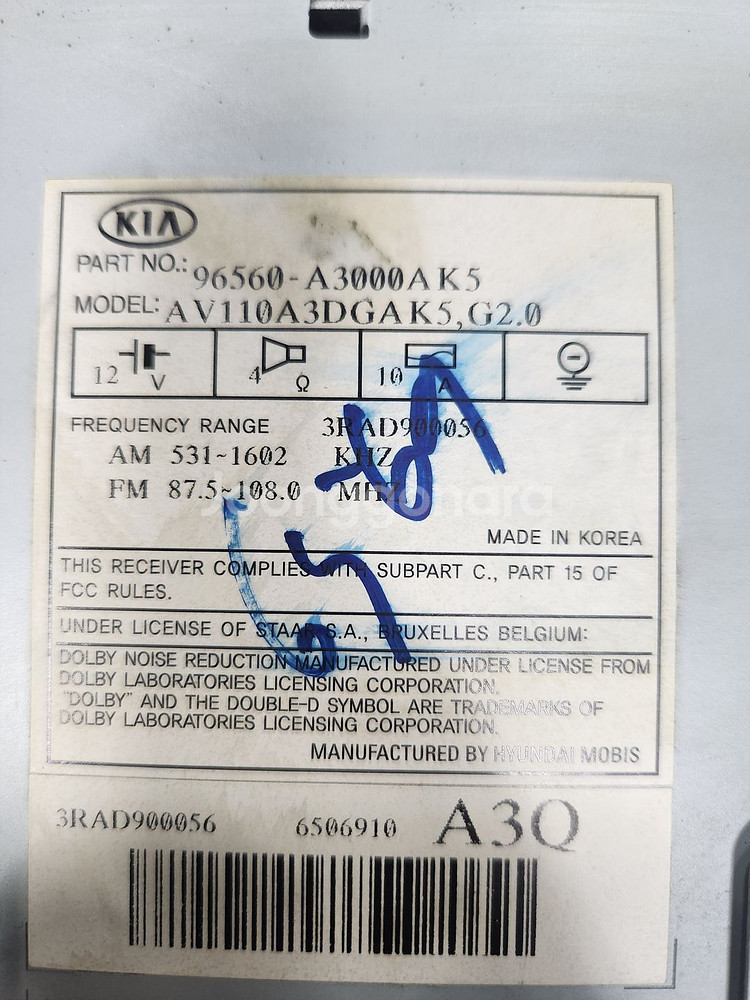 KIA
PART NO.: 96560-A3000AK5
MODEL: AV110A3DGAK5,G2.0
12 V 4 Ω 10 A
FREQUENCY RANGE 3RAD900056
AM 531~1602 KHZ
FM 87.5~108.0 MHZ
joonggonara
MADE IN KOREA
THIS RECEIVER COMPLIES WITH SUBPART C., PART 15 OF
FCC RULES.
UNDER LICENSE OF STAAR S.A., BRUXELLES BELGIUM:
DOLBY NOISE REDUCTION MANUFACTURED UNDER LICENSE FROM
DOLBY LABORATORIES LICENSING CORPORATION.
"DOLBY" AND THE DOUBLE-D SYMBOL ARE TRADEMARKS OF
DOLBY LABORATORIES LICENSING CORPORATION.
MANUFACTURED BY HYUNDAI MOBIS
3RAD900056 6506910 A3Q